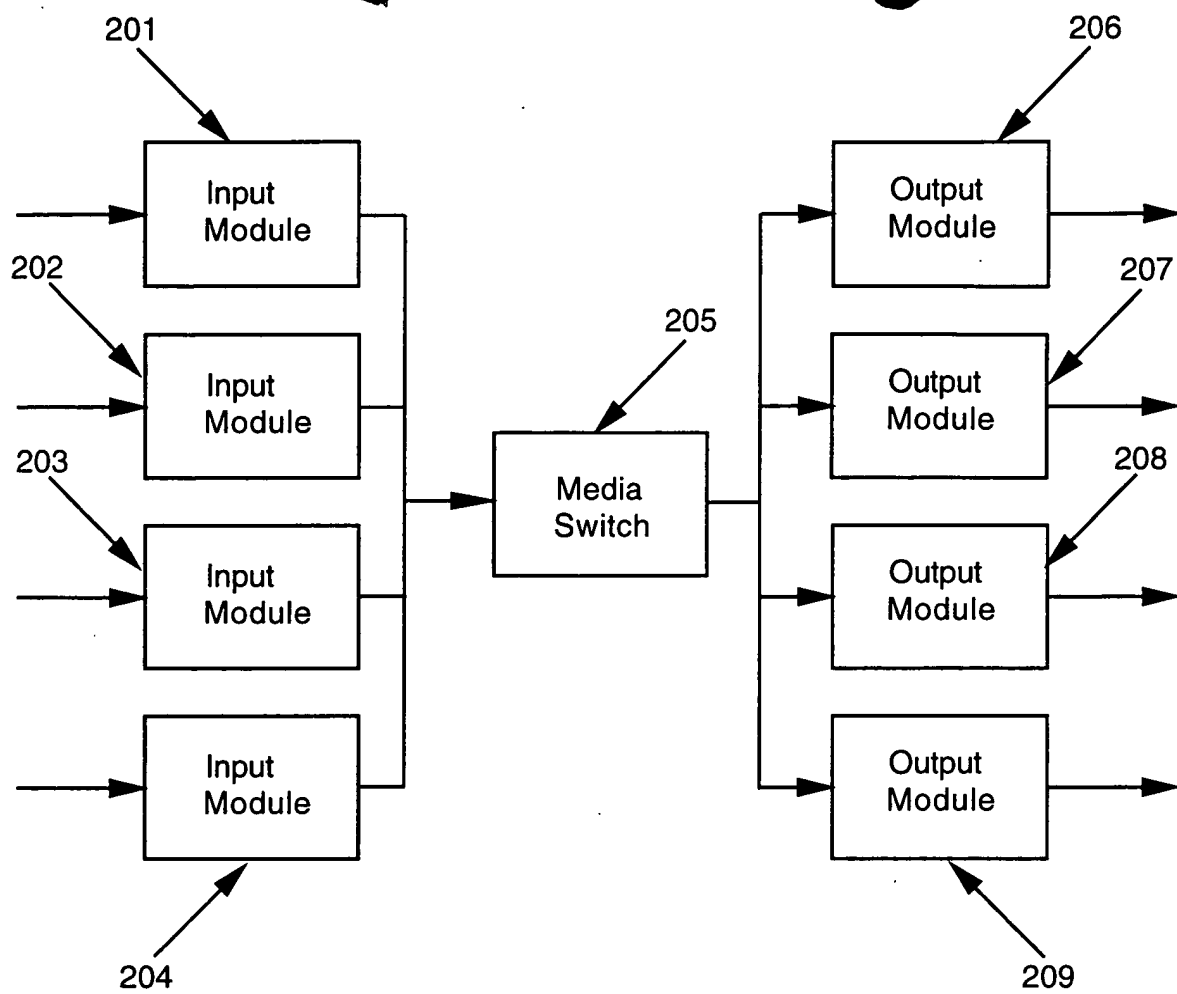 201
206
Input
Module
Output
Module
202
207
Input
Module
205
Output
Module
203
208
Media
Switch
Input
Module
Output
Module
Input
Module
Output
Module
204
209